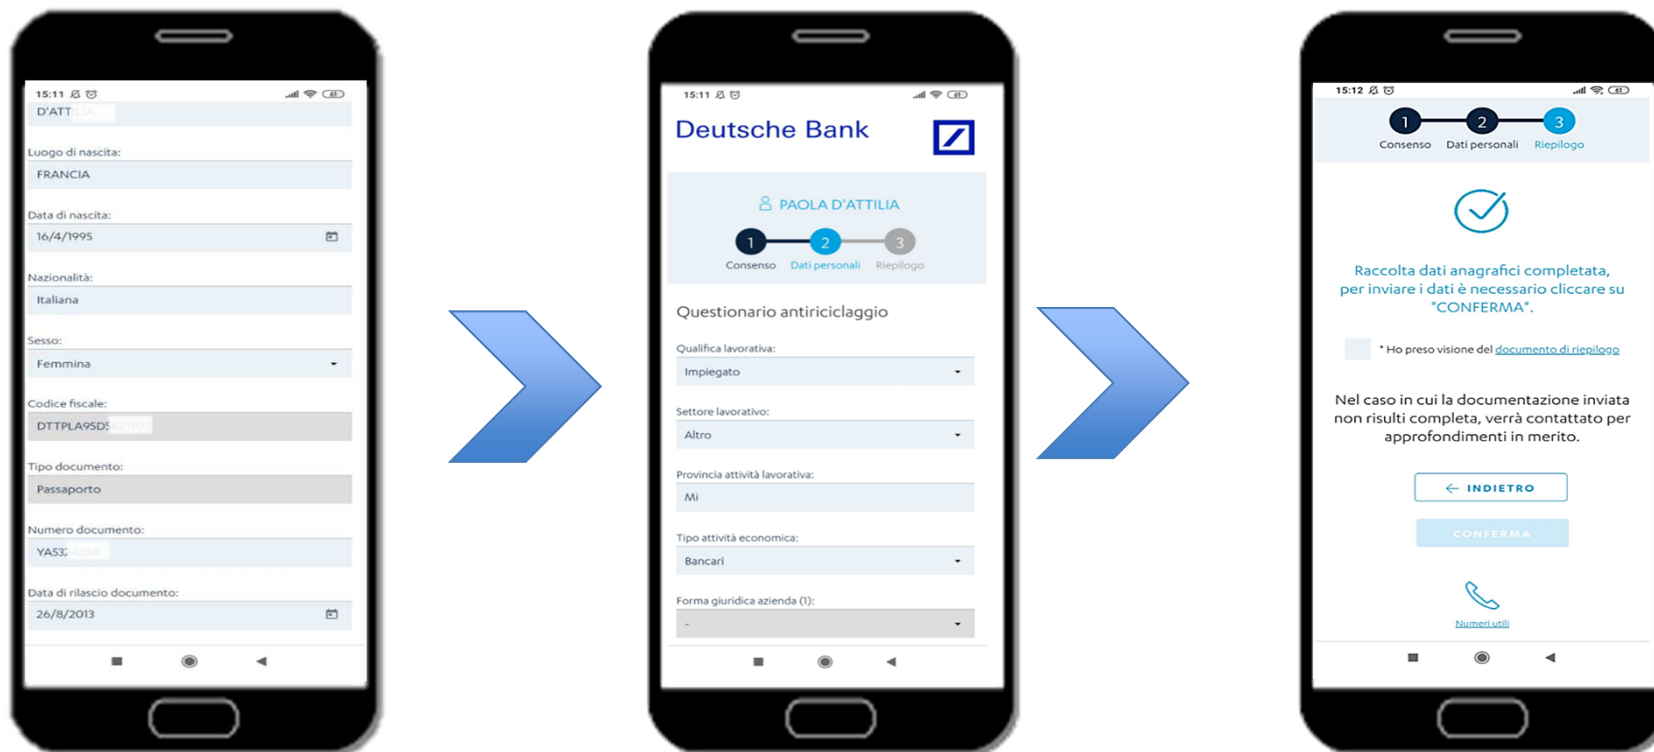 15:11
D'ATT
Luogo di nascita:
FRANCIA
Data di nascita:
16/4/1995
Nazionalità:
Italiana
Sesso:
Femmina
Codice fiscale:
DTTPLA95D5
Tipo documento:
Passaporto
Numero documento:
YA53
Data di rilascio documento:
26/8/2013
15:11
Deutsche Bank
PAOLA D'ATTILIA
1 2 3
Consenso Dati personali Riepilogo
Questionario antiriciclaggio
Qualifica lavorativa:
Impiegato
Settore lavorativo:
Altro
Provincia attività lavorativa:
Mi
Tipo attività economica:
Bancari
Forma giuridica azienda (1):
-
15:12
1 2 3
Consenso Dati personali Riepilogo
Raccolta dati anagrafici completata,
per inviare i dati è necessario cliccare su
"CONFERMA".
* Ho preso visione del documento di riepilogo
Nel caso in cui la documentazione inviata
non risulti completa, verrà contattato per
approfondimenti in merito.
← INDIETRO
CONFERMA
Numeri utili